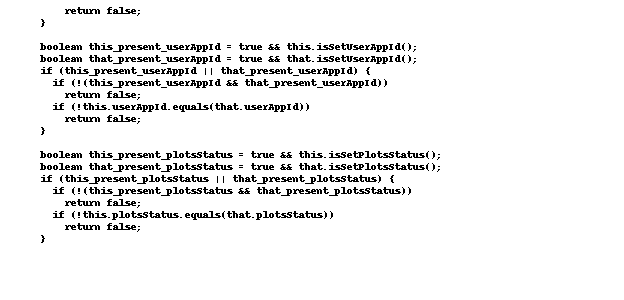 return false;
  }

  boolean this_present_userAppId = true && this.isSetUserAppId();
  boolean that_present_userAppId = true && that.isSetUserAppId();
  if (this_present_userAppId || that_present_userAppId) {
    if (!(this_present_userAppId && that_present_userAppId))
      return false;
    if (!this.userAppId.equals(that.userAppId))
      return false;
  }

  boolean this_present_plotsStatus = true && this.isSetPlotsStatus();
  boolean that_present_plotsStatus = true && that.isSetPlotsStatus();
  if (this_present_plotsStatus || that_present_plotsStatus) {
    if (!(this_present_plotsStatus && that_present_plotsStatus))
      return false;
    if (!this.plotsStatus.equals(that.plotsStatus))
      return false;
  }